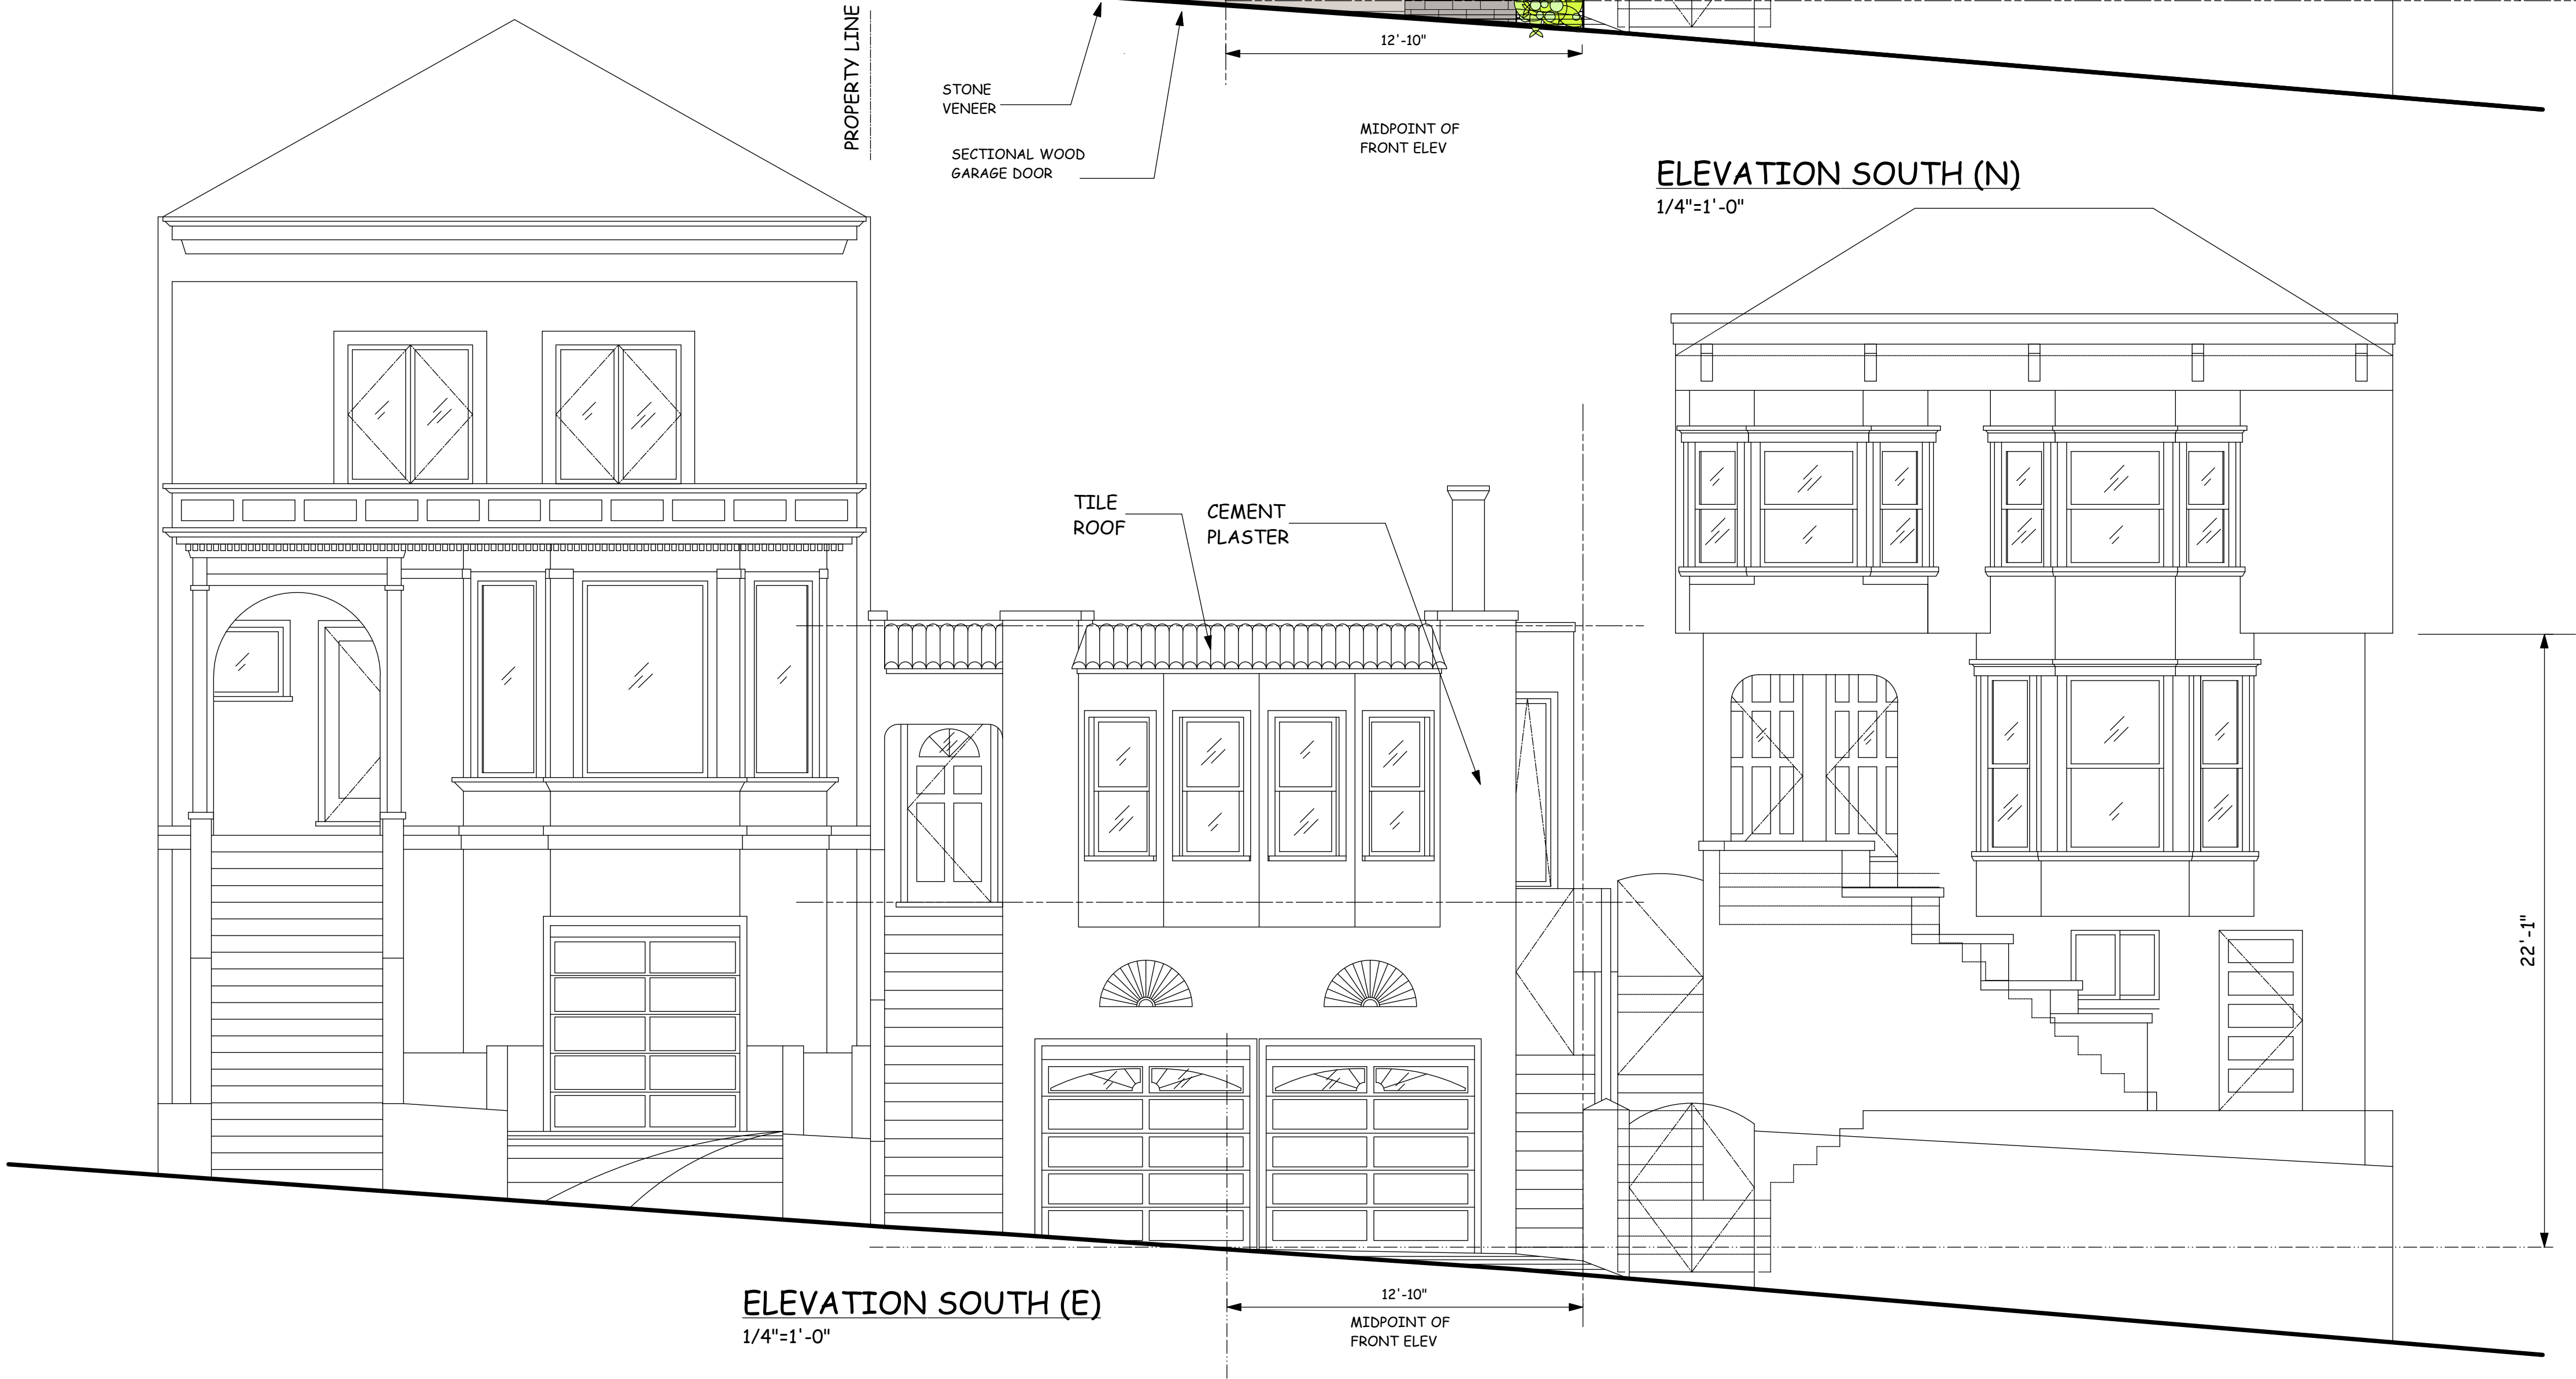 PROPERTY LINE
12'-10"
STONE
VENEER
MIDPOINT OF
FRONT ELEV
SECTIONAL WOOD
GARAGE DOOR
ELEVATION SOUTH (N)
1/4"=1'-0"
TILE
ROOF
CEMENT
PLASTER
22'-1"
ELEVATION SOUTH (E)
1/4"=1'-0"
12'-10"
MIDPOINT OF
FRONT ELEV